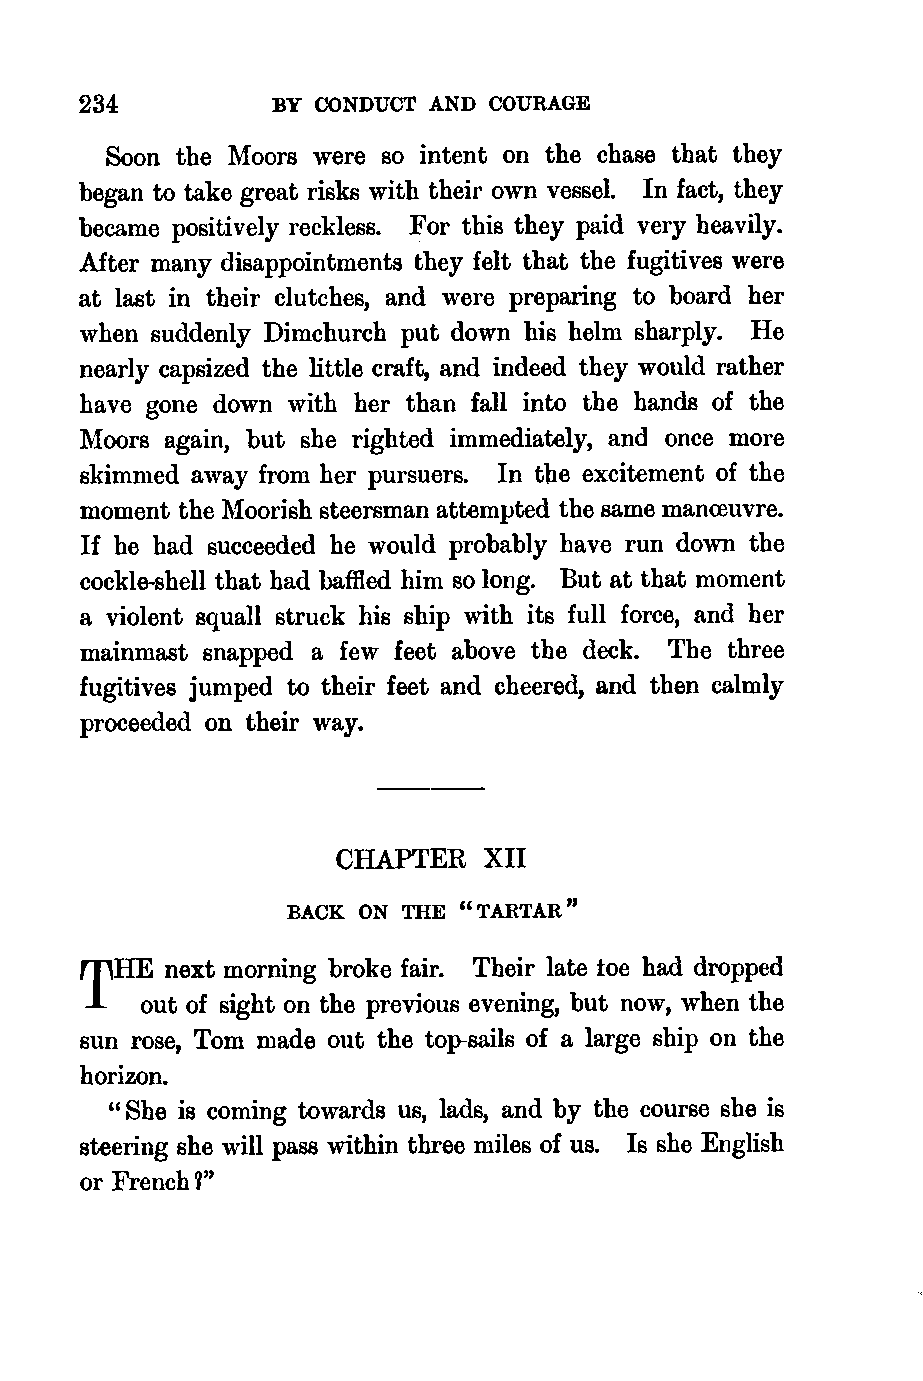 234 BY CONDUCT AND COURAGE
Soon the Moors were so intent on the chase that they
began to take great risks with their own vessel. In fact, they
became positively reckless. For this they paid very heavily.
After many disappointments they felt that the fugitives were
at last in their clutches, and were preparing to board her
when suddenly Dimchurch put down his helm sharply. He
nearly capsized the little craft, and indeed they would rather
have gone down with her than fall into the hands of the
Moors again, but she righted immediately, and once more
skimmed away from her pursuers. In the excitement of the
moment the Moorish steersman attempted the same manœuvre.
If he had succeeded he would probably have run down the
cockle-shell that had baffled him so long. But at that moment
a violent squall struck his ship with its full force, and her
mainmast snapped a few feet above the deck. The three
fugitives jumped to their feet and cheered, and then calmly
proceeded on their way.
CHAPTER XII
BACK ON THE "TARTAR"
THE next morning broke fair. Their late foe had dropped
out of sight on the previous evening, but now, when the
sun rose, Tom made out the top-sails of a large ship on the
horizon.
"She is coming towards us, lads, and by the course she is
steering she will pass within three miles of us. Is she English
or French?"